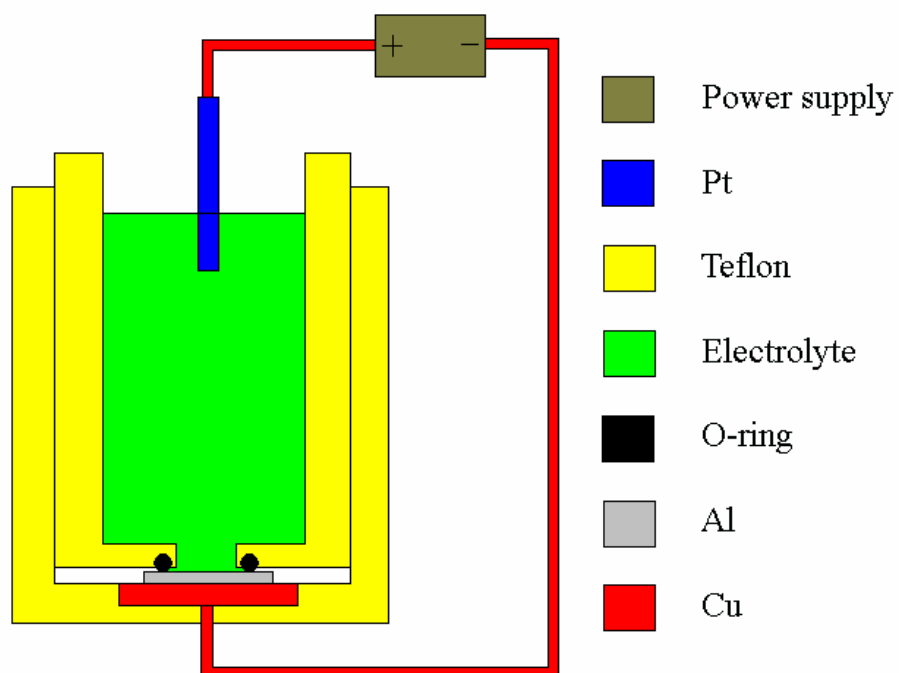 + −
Power supply
Pt
Teflon
Electrolyte
O-ring
Al
Cu